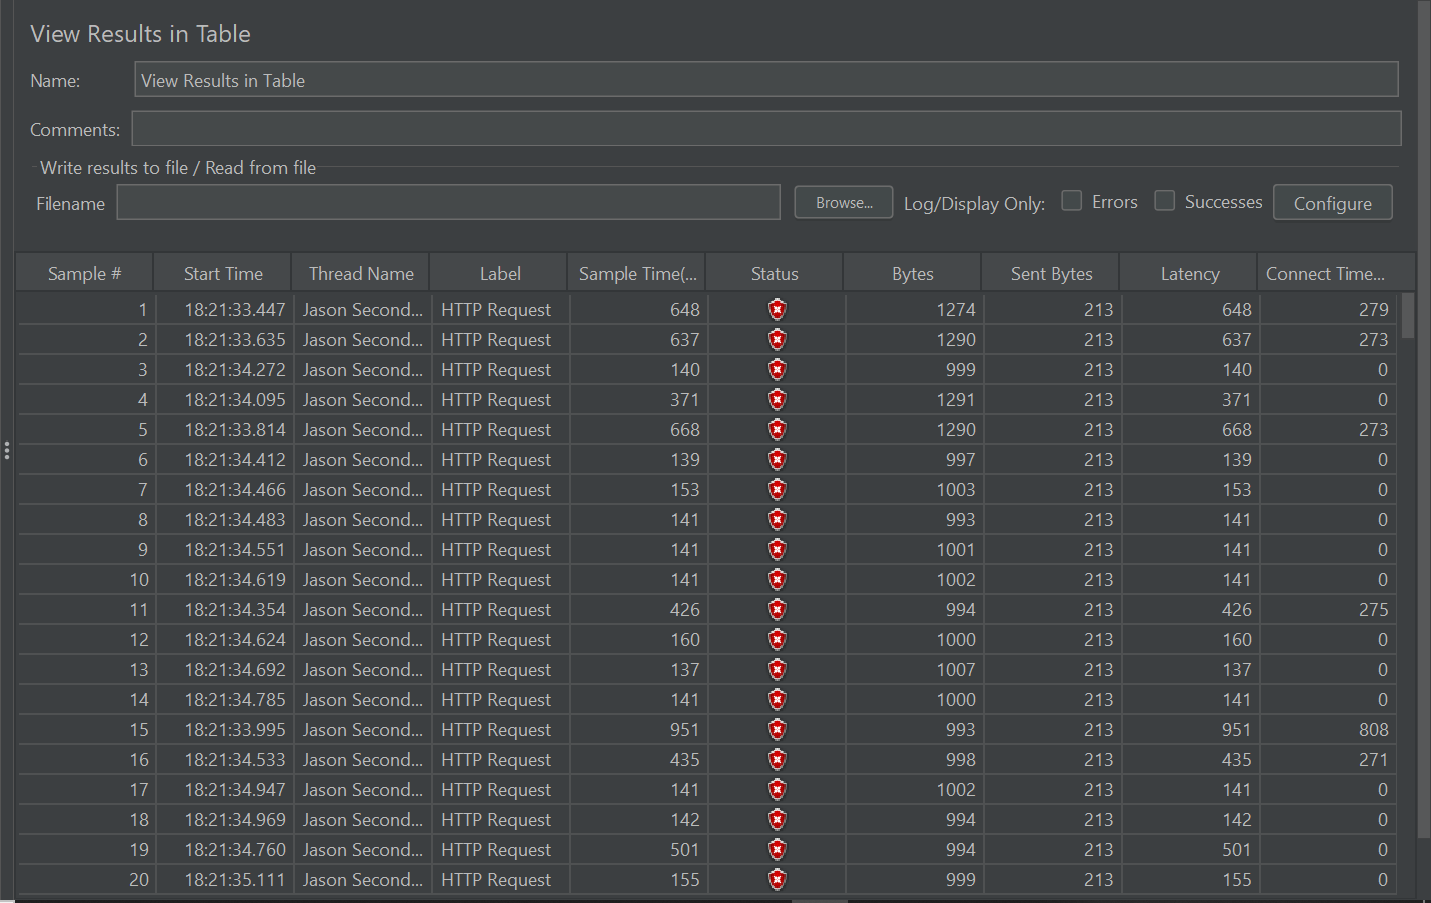 View Results in Table
Name: View Results in Table
Comments:
Write results to file / Read from file
Filename Browse... Log/Display Only: Errors Successes Configure
Sample # Start Time Thread Name Label Sample Time(... Status Bytes Sent Bytes Latency Connect Time...
1 18:21:33.447 Jason Second... HTTP Request 648 1274 213 648 279
2 18:21:33.635 Jason Second... HTTP Request 637 1290 213 637 273
3 18:21:34.272 Jason Second... HTTP Request 140 999 213 140 0
4 18:21:34.095 Jason Second... HTTP Request 371 1291 213 371 0
5 18:21:33.814 Jason Second... HTTP Request 668 1290 213 668 273
6 18:21:34.412 Jason Second... HTTP Request 139 997 213 139 0
7 18:21:34.466 Jason Second... HTTP Request 153 1003 213 153 0
8 18:21:34.483 Jason Second... HTTP Request 141 993 213 141 0
9 18:21:34.551 Jason Second... HTTP Request 141 1001 213 141 0
10 18:21:34.619 Jason Second... HTTP Request 141 1002 213 141 0
11 18:21:34.354 Jason Second... HTTP Request 426 994 213 426 275
12 18:21:34.624 Jason Second... HTTP Request 160 1000 213 160 0
13 18:21:34.692 Jason Second... HTTP Request 137 1007 213 137 0
14 18:21:34.785 Jason Second... HTTP Request 141 1000 213 141 0
15 18:21:33.995 Jason Second... HTTP Request 951 993 213 951 808
16 18:21:34.533 Jason Second... HTTP Request 435 998 213 435 271
17 18:21:34.947 Jason Second... HTTP Request 141 1002 213 141 0
18 18:21:34.969 Jason Second... HTTP Request 142 994 213 142 0
19 18:21:34.760 Jason Second... HTTP Request 501 994 213 501 0
20 18:21:35.111 Jason Second... HTTP Request 155 999 213 155 0